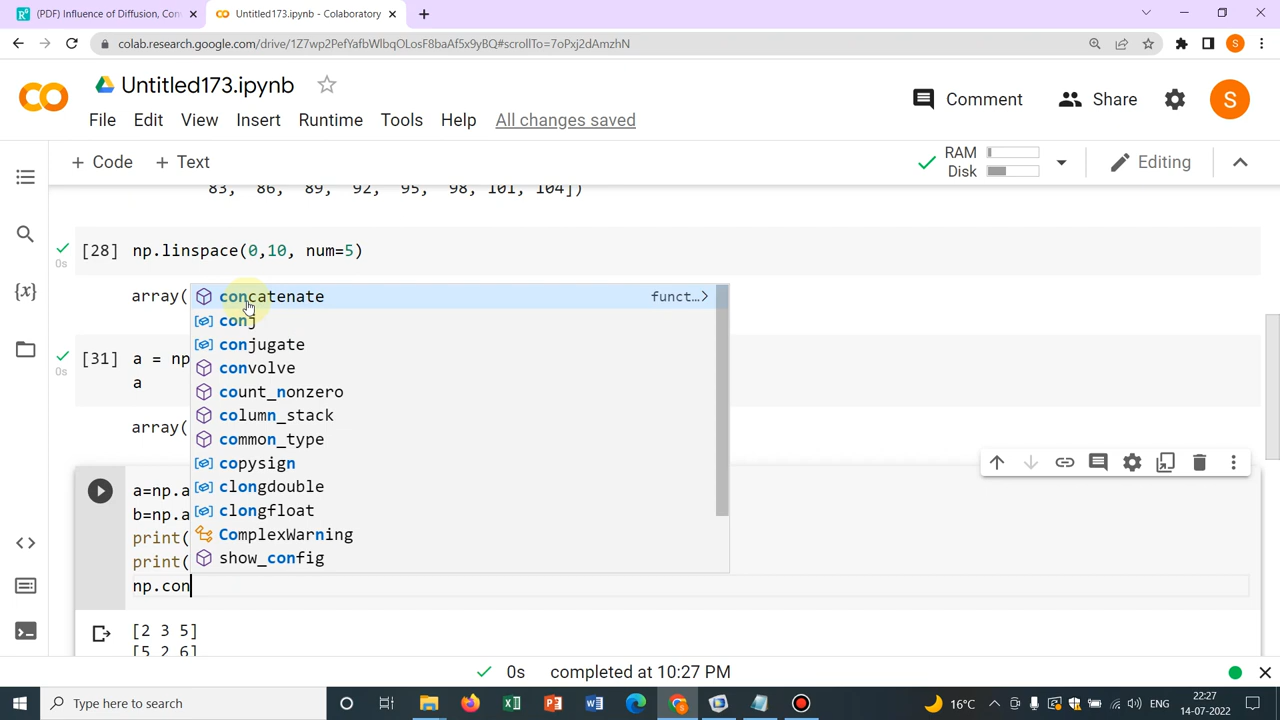 (PDF) Influence of Diffusion, Con
Untitled173.ipynb - Colaboratory
colab.research.google.com/drive/1Z7wp2PefYafbWlbqOLosF8baAf5x9yBQ#scrollTo=7oPxj2dAmzhN
S
CO
Untitled173.ipynb
Comment
Share
S
File Edit View Insert Runtime Tools Help All changes saved
+ Code + Text
RAM
Disk
Editing
83, 86, 89, 92, 95, 98, 101, 104])
[28] np.linspace(0,10, num=5)
0s
array(
concatenate funct…>
conj
conjugate
convolve
count_nonzero
column_stack
common_type
copysign
clongdouble
clongfloat
ComplexWarning
show_config
[31] a = np
0s
a
array(
a=np.a
b=np.a
print(
print(
np.con
[2 3 5]
[5 2 6]
0s completed at 10:27 PM
Type here to search
16°C
ENG
22:27
14-07-2022